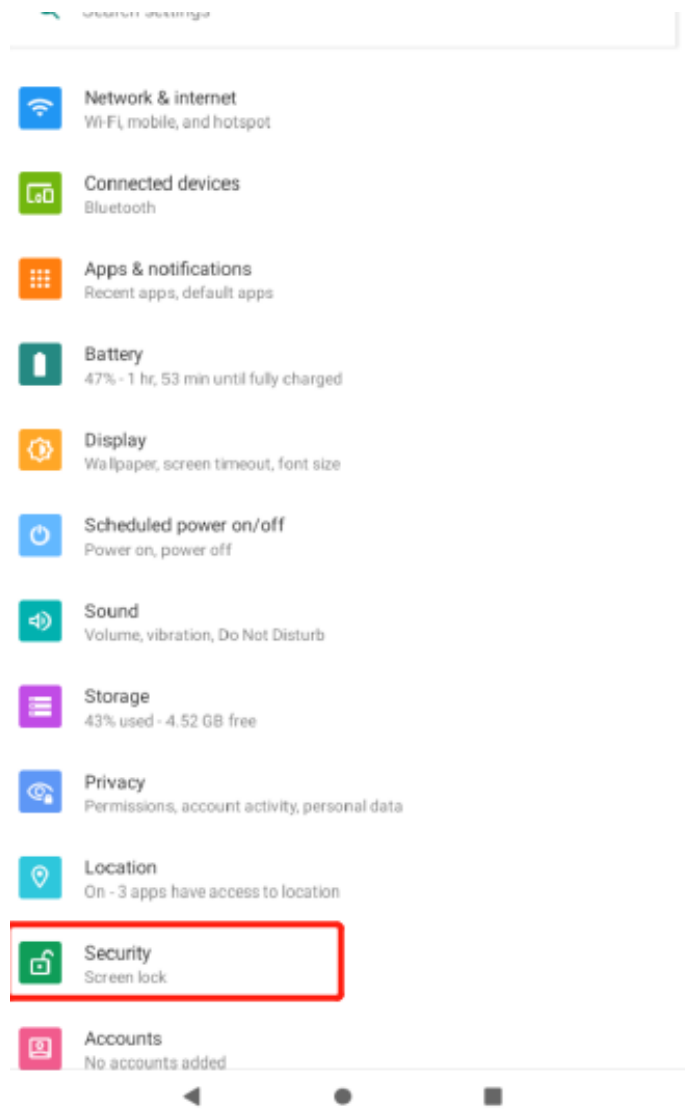 Search settings
Network & internet
Wi-Fi, mobile, and hotspot
Connected devices
Bluetooth
Apps & notifications
Recent apps, default apps
Battery
47% - 1 hr, 53 min until fully charged
Display
Wallpaper, screen timeout, font size
Scheduled power on/off
Power on, power off
Sound
Volume, vibration, Do Not Disturb
Storage
43% used - 4.52 GB free
Privacy
Permissions, account activity, personal data
Location
On - 3 apps have access to location
Security
Screen lock
Accounts
No accounts added